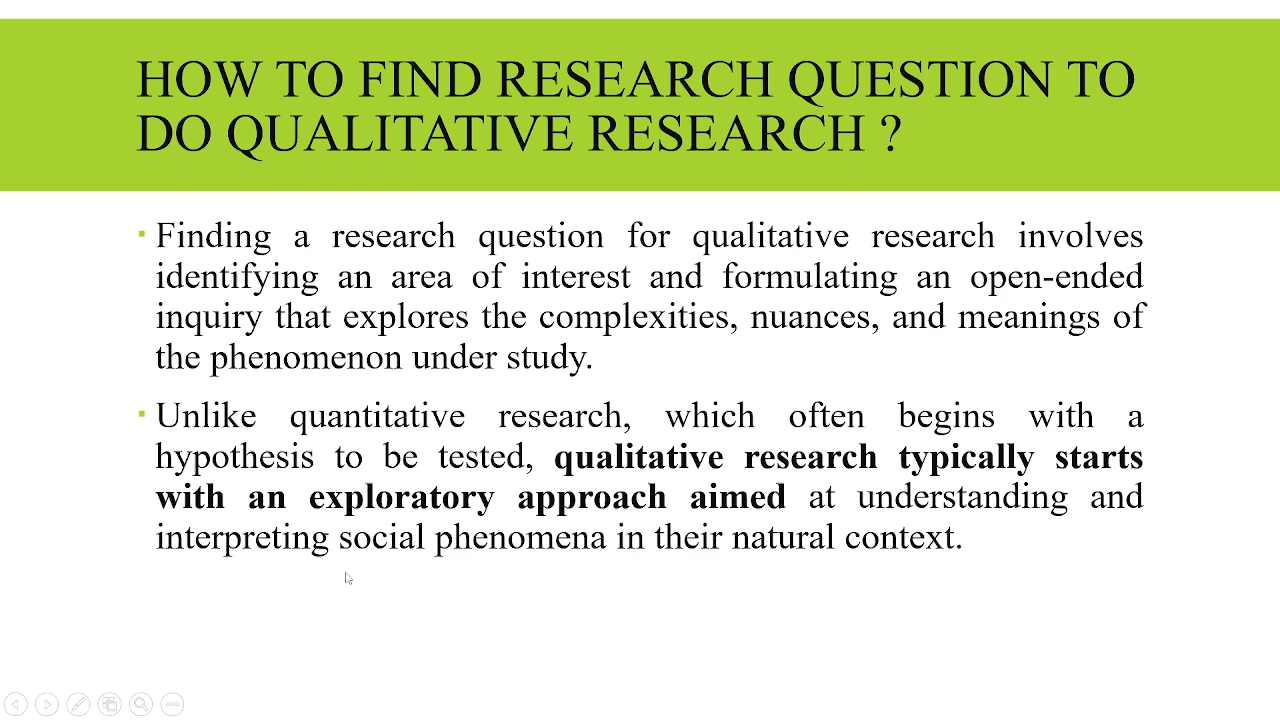 HOW TO FIND RESEARCH QUESTION TO
DO QUALITATIVE RESEARCH ?
Finding a research question for qualitative research involves
identifying an area of interest and formulating an open-ended
inquiry that explores the complexities, nuances, and meanings of
the phenomenon under study.
Unlike quantitative research, which often begins with a
hypothesis to be tested, qualitative research typically starts
with an exploratory approach aimed at understanding and
interpreting social phenomena in their natural context.